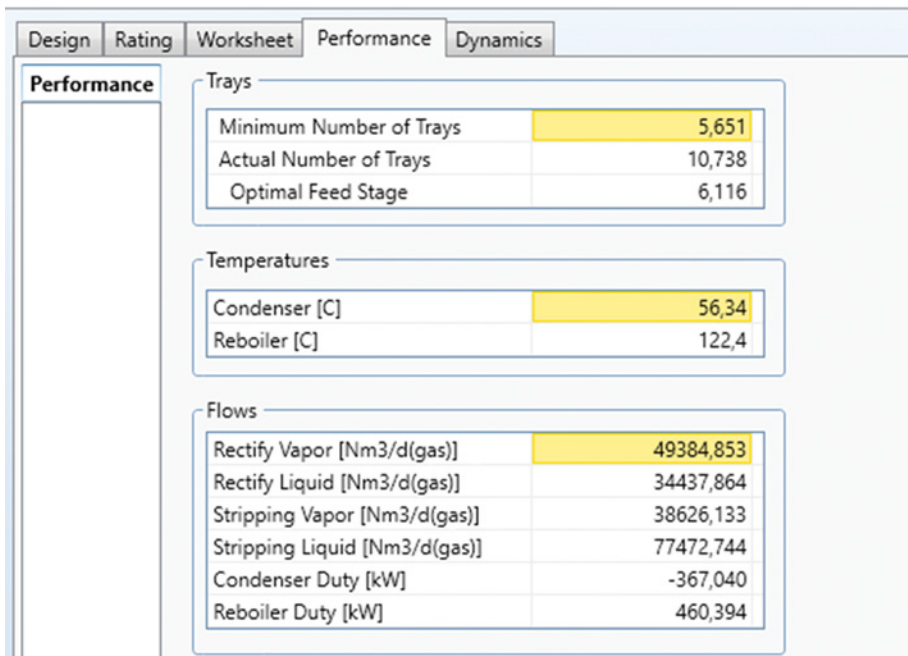 Design Rating Worksheet Performance Dynamics
Performance
Trays
Minimum Number of Trays 5,651
Actual Number of Trays 10,738
Optimal Feed Stage 6,116
Temperatures
Condenser [C] 56,34
Reboiler [C] 122,4
Flows
Rectify Vapor [Nm3/d(gas)] 49384,853
Rectify Liquid [Nm3/d(gas)] 34437,864
Stripping Vapor [Nm3/d(gas)] 38626,133
Stripping Liquid [Nm3/d(gas)] 77472,744
Condenser Duty [kW] -367,040
Reboiler Duty [kW] 460,394